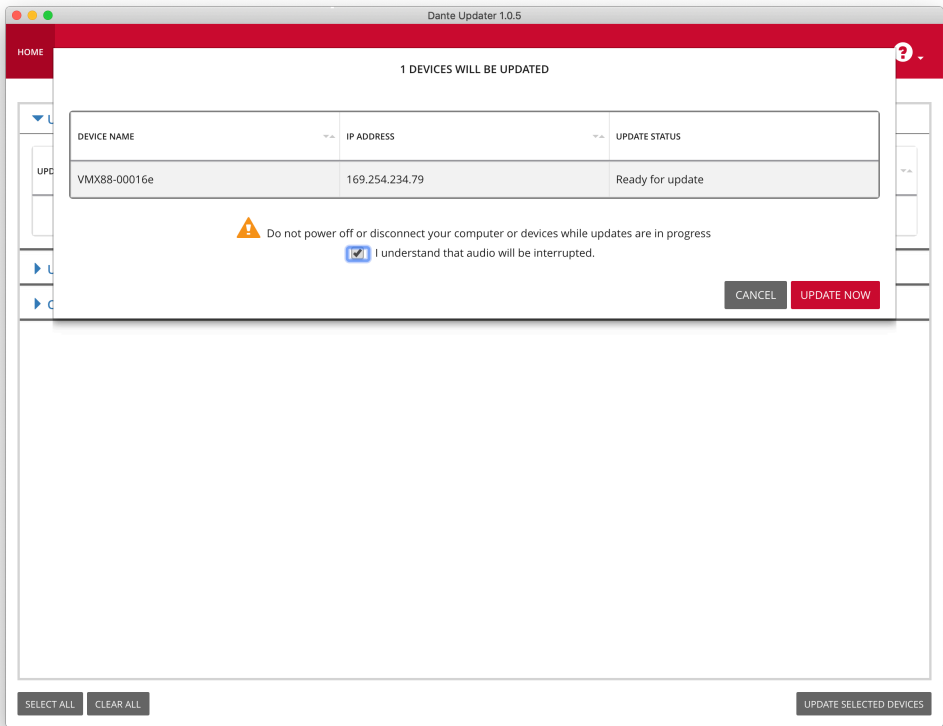 Dante Updater 1.0.5
HOME
?
1 DEVICES WILL BE UPDATED
DEVICE NAME IP ADDRESS UPDATE STATUS
UPD
VMX88-00016e 169.254.234.79 Ready for update
Do not power off or disconnect your computer or devices while updates are in progress
I understand that audio will be interrupted.
CANCEL UPDATE NOW
SELECT ALL CLEAR ALL UPDATE SELECTED DEVICES